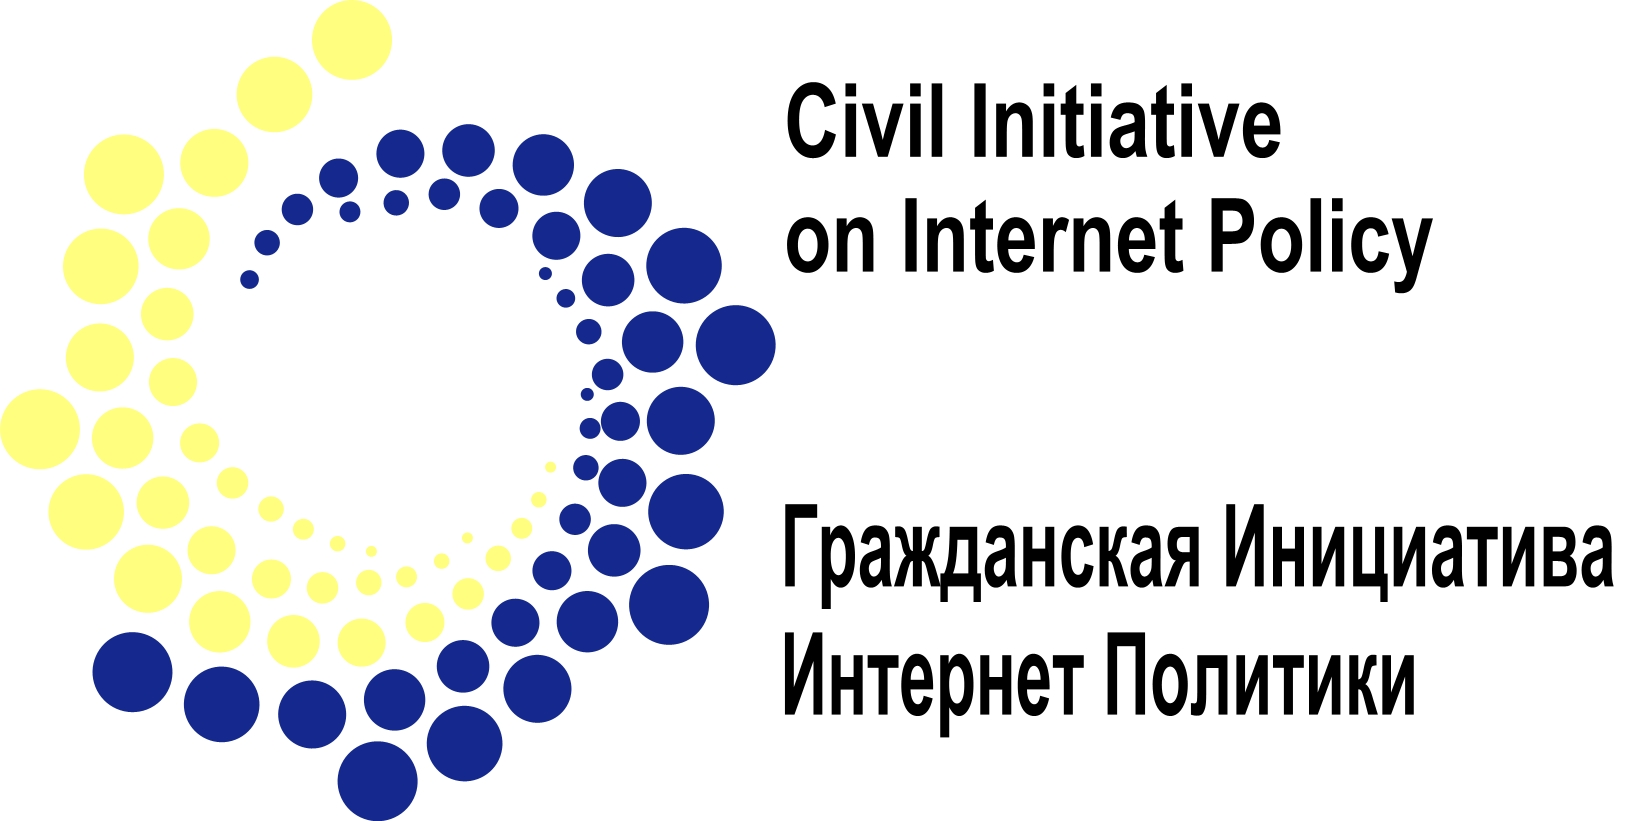 Civil Initiative
on Internet Policy
Гражданская Инициатива
Интернет Политики